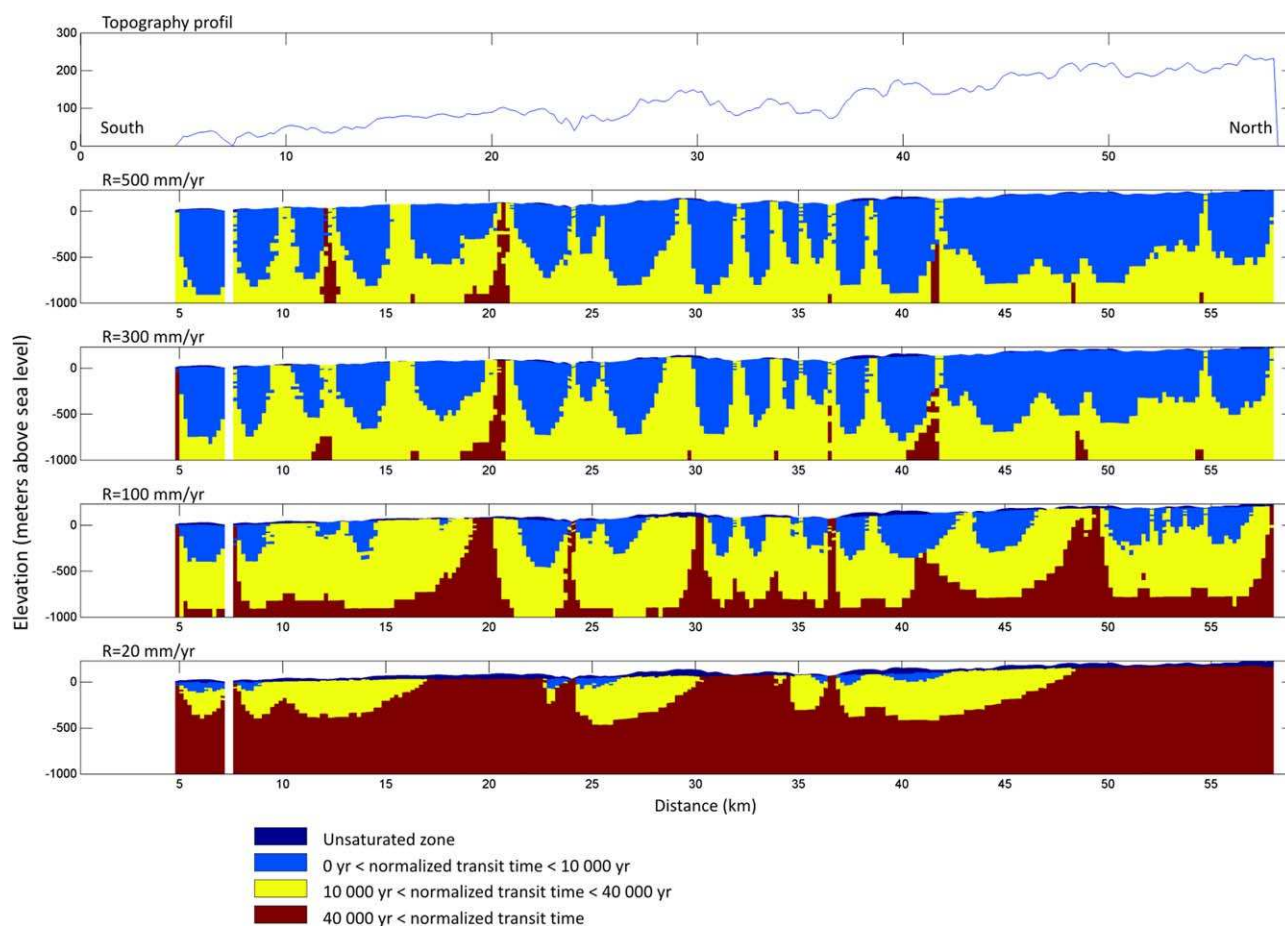 Topography profil
300
200
100
0
South
North
0 10 20 30 40 50
R=500 mm/yr
0
-500
-1000
5 10 15 20 25 30 35 40 45 50 55
R=300 mm/yr
0
-500
-1000
5 10 15 20 25 30 35 40 45 50 55
R=100 mm/yr
0
-500
-1000
5 10 15 20 25 30 35 40 45 50 55
R=20 mm/yr
0
-500
-1000
5 10 15 20 25 30 35 40 45 50 55
Elevation (meters above sea level)
Distance (km)
Unsaturated zone
0 yr < normalized transit time < 10 000 yr
10 000 yr < normalized transit time < 40 000 yr
40 000 yr < normalized transit time